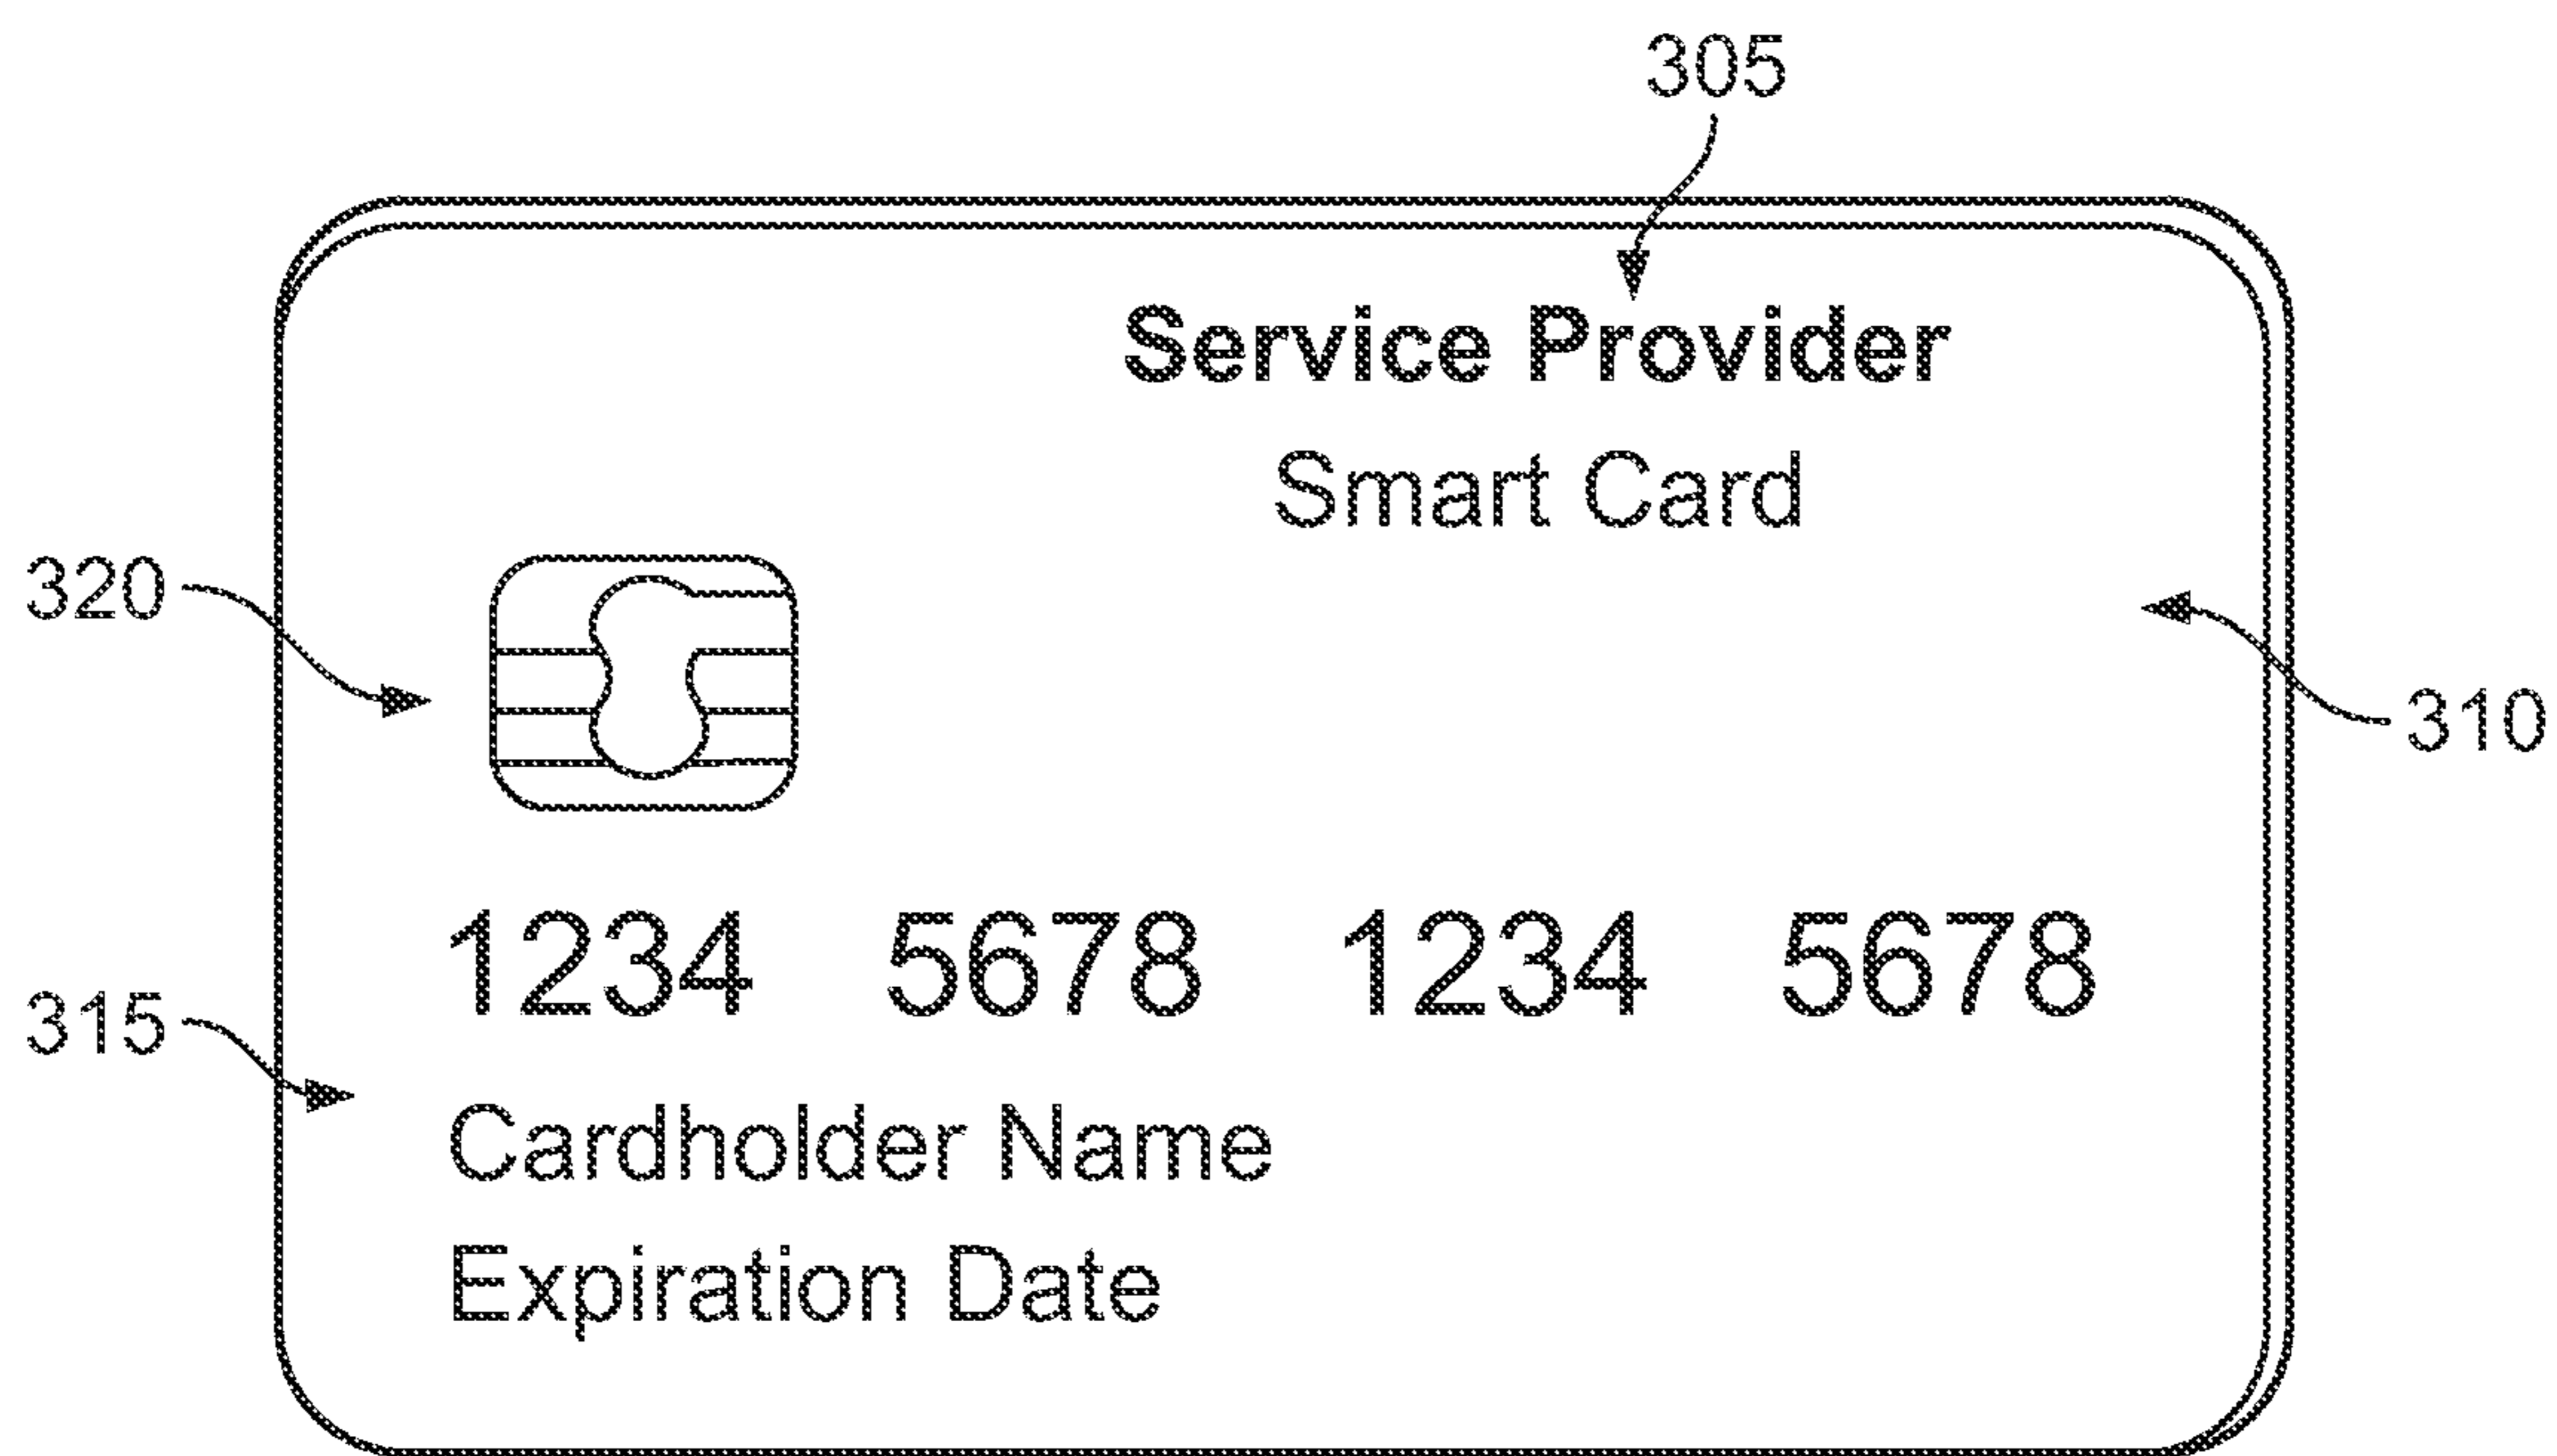 305
Service Provider
Smart Card
320
310
1234 5678 1234 5678
315
Cardholder Name
Expiration Date